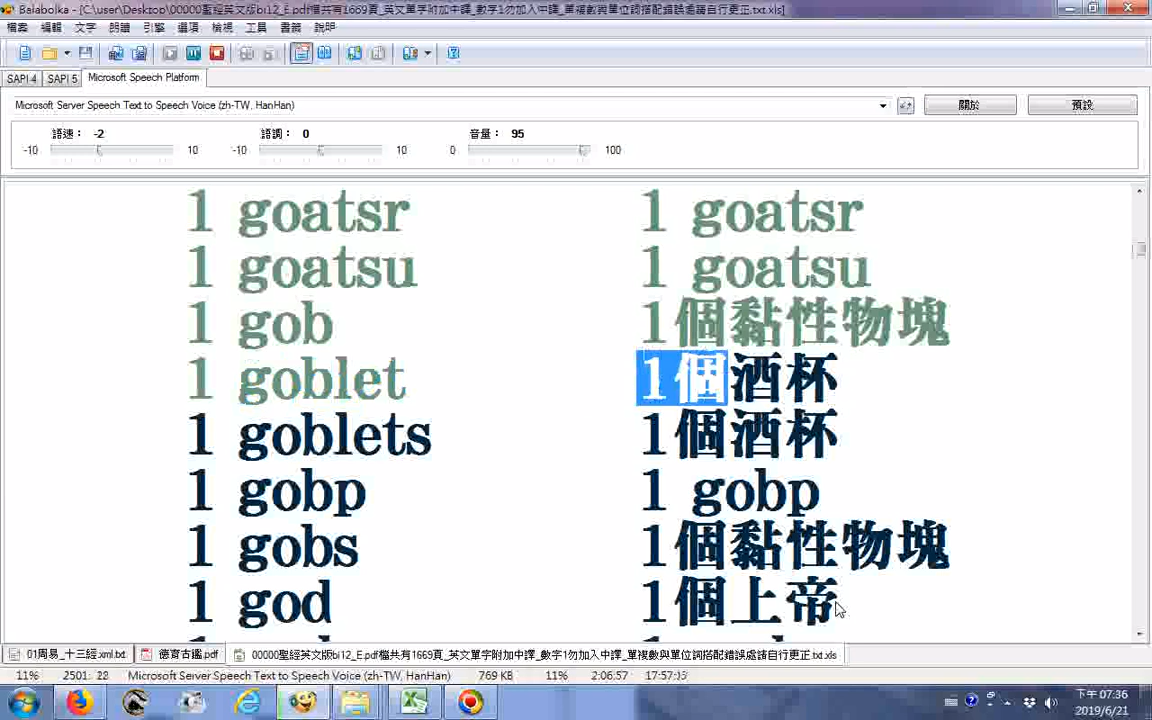 Balabolka - [C:\user\Desktop\00000聖經英文版bi12_E.pdf檔共有1669頁_英文單字附加中譯_數字1勿加入中譯_單複數與單位詞搭配錯誤處請自行更正.txt.xls]
檔案 編輯 文字 朗讀 引擎 選項 檢視 工具 書籤 說明
SAPI 4 SAPI 5 Microsoft Speech Platform
Microsoft Server Speech Text to Speech Voice (zh-TW, HanHan) 關於 預設
語速： -2 語調： 0 音量： 95
-10 10 -10 10 0 100
1 goatsr 1 goatsr
1 goatsu 1 goatsu
1 gob 1個黏性物塊
1 goblet 1個酒杯
1 goblets 1個酒杯
1 gobp 1 gobp
1 gobs 1個黏性物塊
1 god 1個上帝
01周易_十三經.xml.txt 德育古鑑.pdf 00000聖經英文版bi12_E.pdf檔共有1669頁_英文單字附加中譯_數字1勿加入中譯_單複數與單位詞搭配錯誤處請自行更正.txt.xls
11% 2501: 28 Microsoft Server Speech Text to Speech Voice (zh-TW, HanHan) 769 KB 11% 2:06:57 17:57:35
下午 07:36
2019/6/21